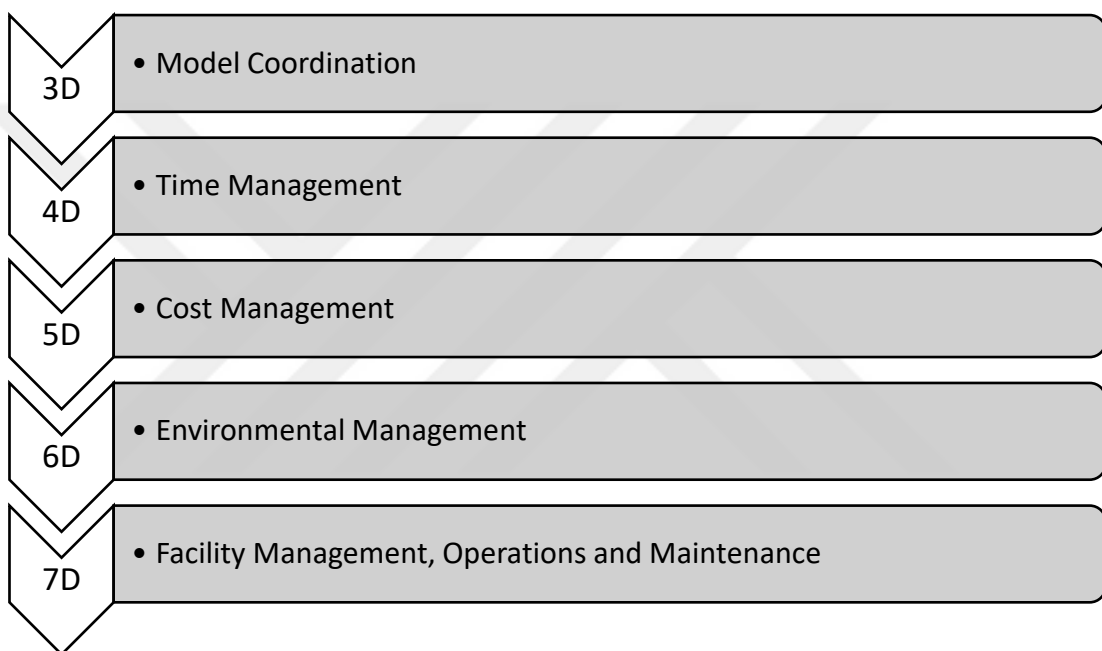 3D
• Model Coordination
4D
• Time Management
5D
• Cost Management
6D
• Environmental Management
7D
• Facility Management, Operations and Maintenance